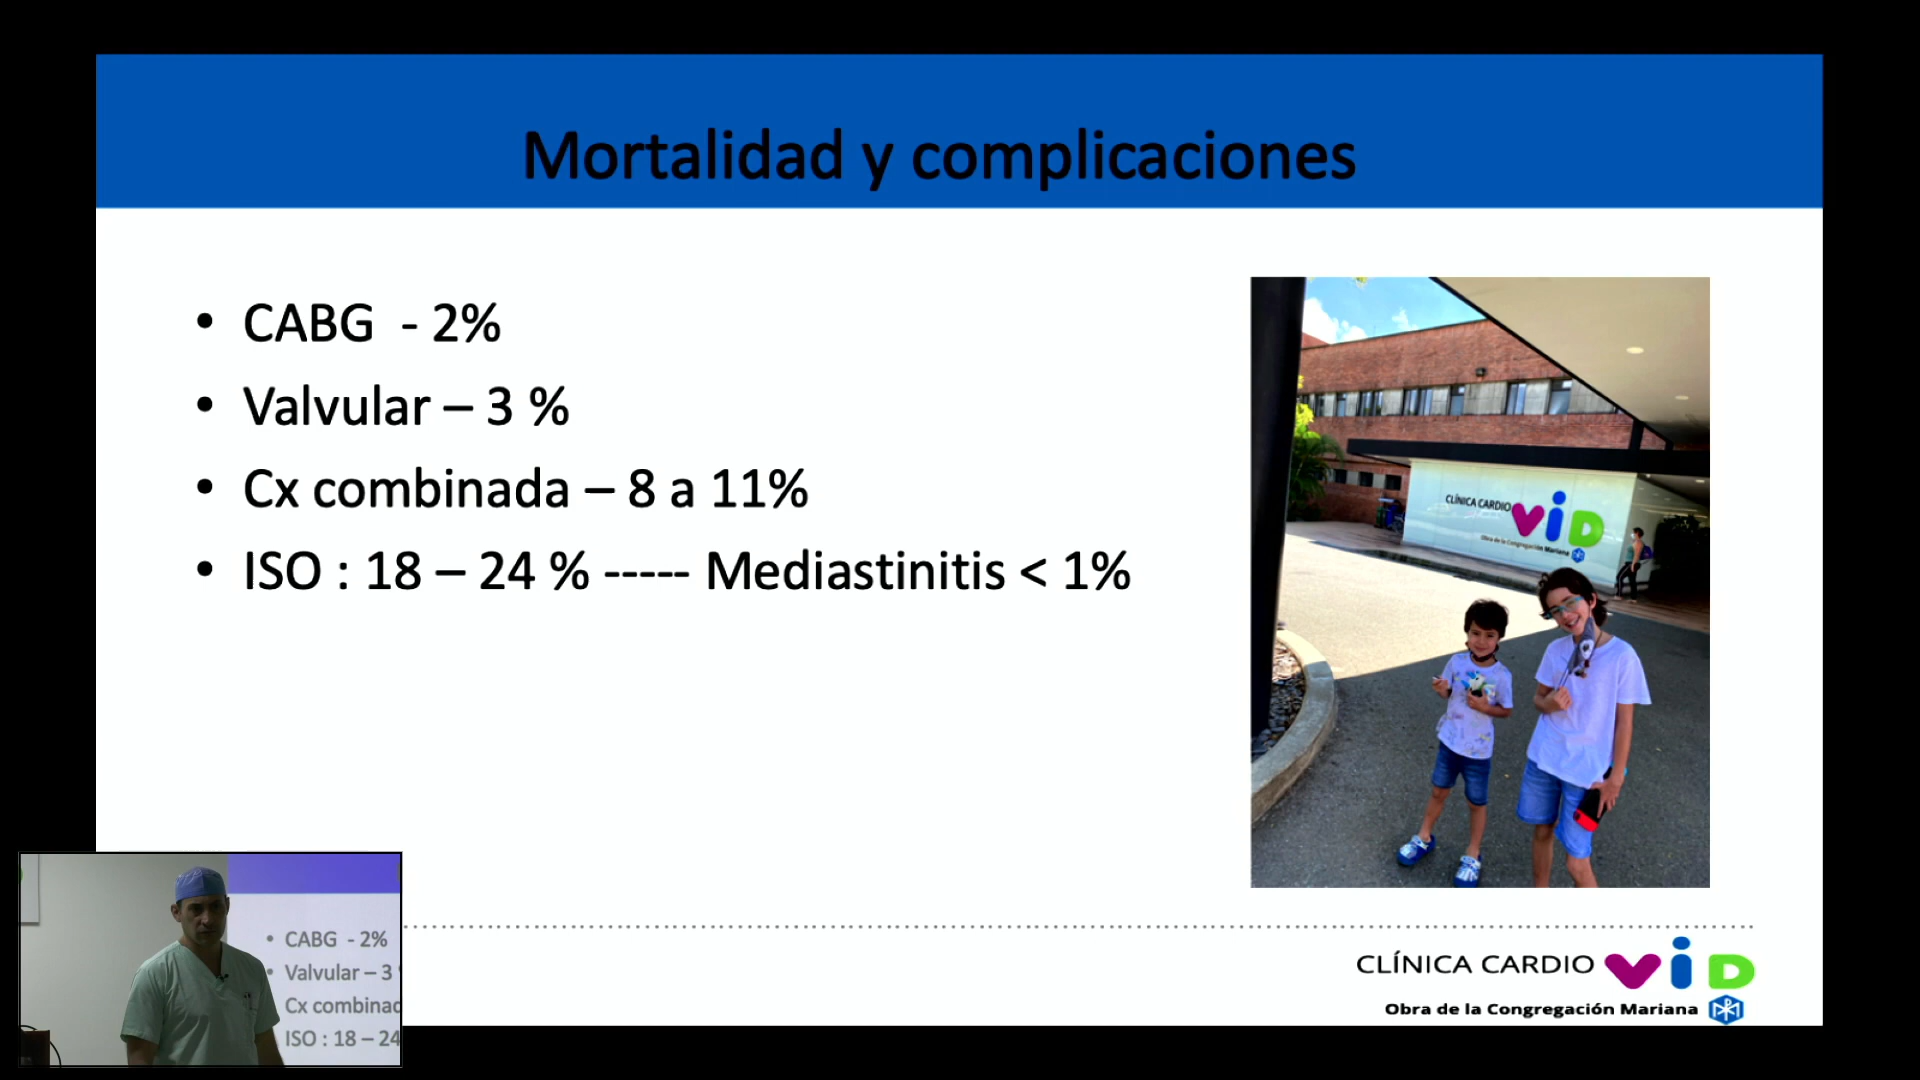 Mortalidad y complicaciones
• CABG - 2%
• Valvular – 3 %
• Cx combinada – 8 a 11%
• ISO : 18 – 24 % ----- Mediastinitis < 1%
CLÍNICA CARDIO VID
Obra de la Congregación Mariana
CLÍNICA CARDIO VID
Obra de la Congregación Mariana
• CABG - 2%
• Valvular – 3
Cx combinac
ISO : 18 – 24